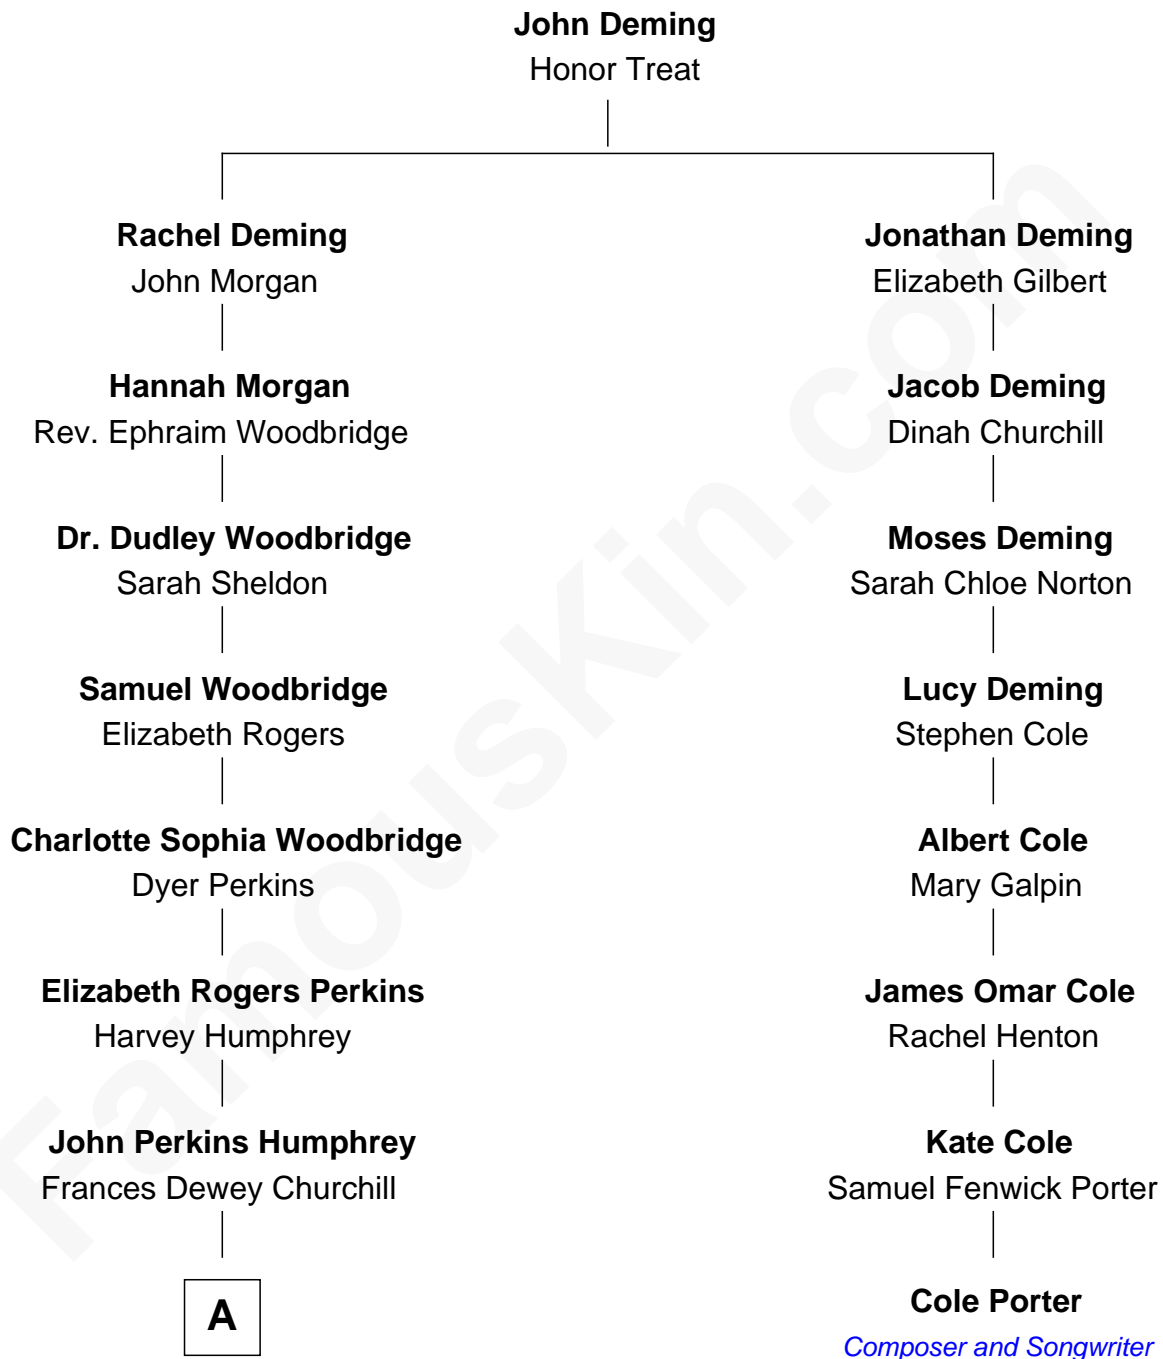 John Deming
Honor Treat
Rachel Deming
John Morgan
Jonathan Deming
Elizabeth Gilbert
Hannah Morgan
Rev. Ephraim Woodbridge
Jacob Deming
Dinah Churchill
Dr. Dudley Woodbridge
Sarah Sheldon
Moses Deming
Sarah Chloe Norton
Samuel Woodbridge
Elizabeth Rogers
Lucy Deming
Stephen Cole
Charlotte Sophia Woodbridge
Dyer Perkins
Albert Cole
Mary Galpin
Elizabeth Rogers Perkins
Harvey Humphrey
James Omar Cole
Rachel Henton
John Perkins Humphrey
Frances Dewey Churchill
Kate Cole
Samuel Fenwick Porter
A
Cole Porter
Composer and Songwriter
FamousKin.com